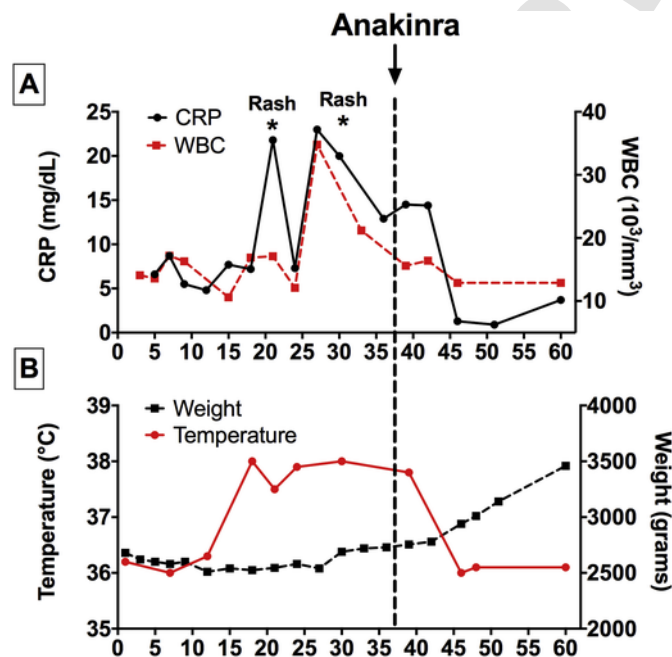 Anakinra
A
25
20
15
10
5
0
CRP (mg/dL)
CRP
WBC
Rash
*
Rash
*
40
30
20
10
WBC (10³/mm³)
0 5 10 15 20 25 30 35 40 45 50 55 60
B
39
38
37
36
35
Temperature (°C)
Weight
Temperature
4000
3500
3000
2500
2000
Weight (grams)
0 5 10 15 20 25 30 35 40 45 50 55 60